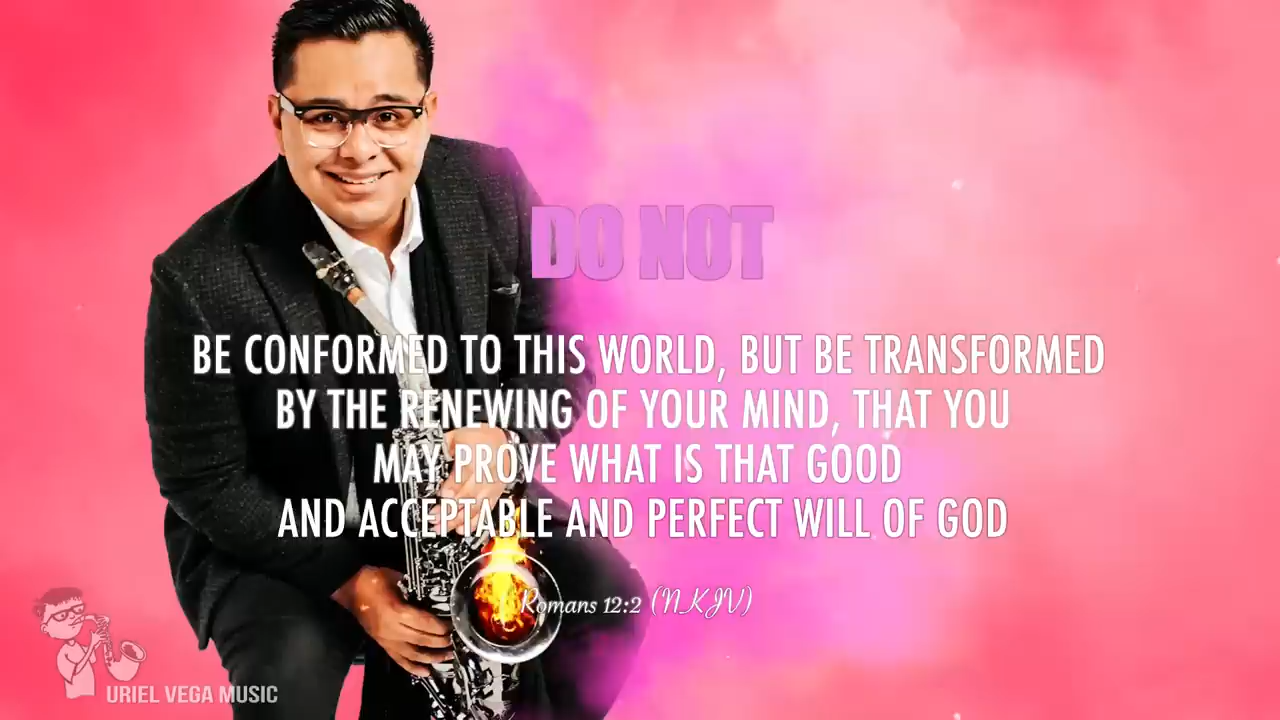 DO NOT
BE CONFORMED TO THIS WORLD, BUT BE TRANSFORMED
BY THE RENEWING OF YOUR MIND, THAT YOU
MAY PROVE WHAT IS THAT GOOD
AND ACCEPTABLE AND PERFECT WILL OF GOD
Romans 12:2 (NKJV)
URIEL VEGA MUSIC